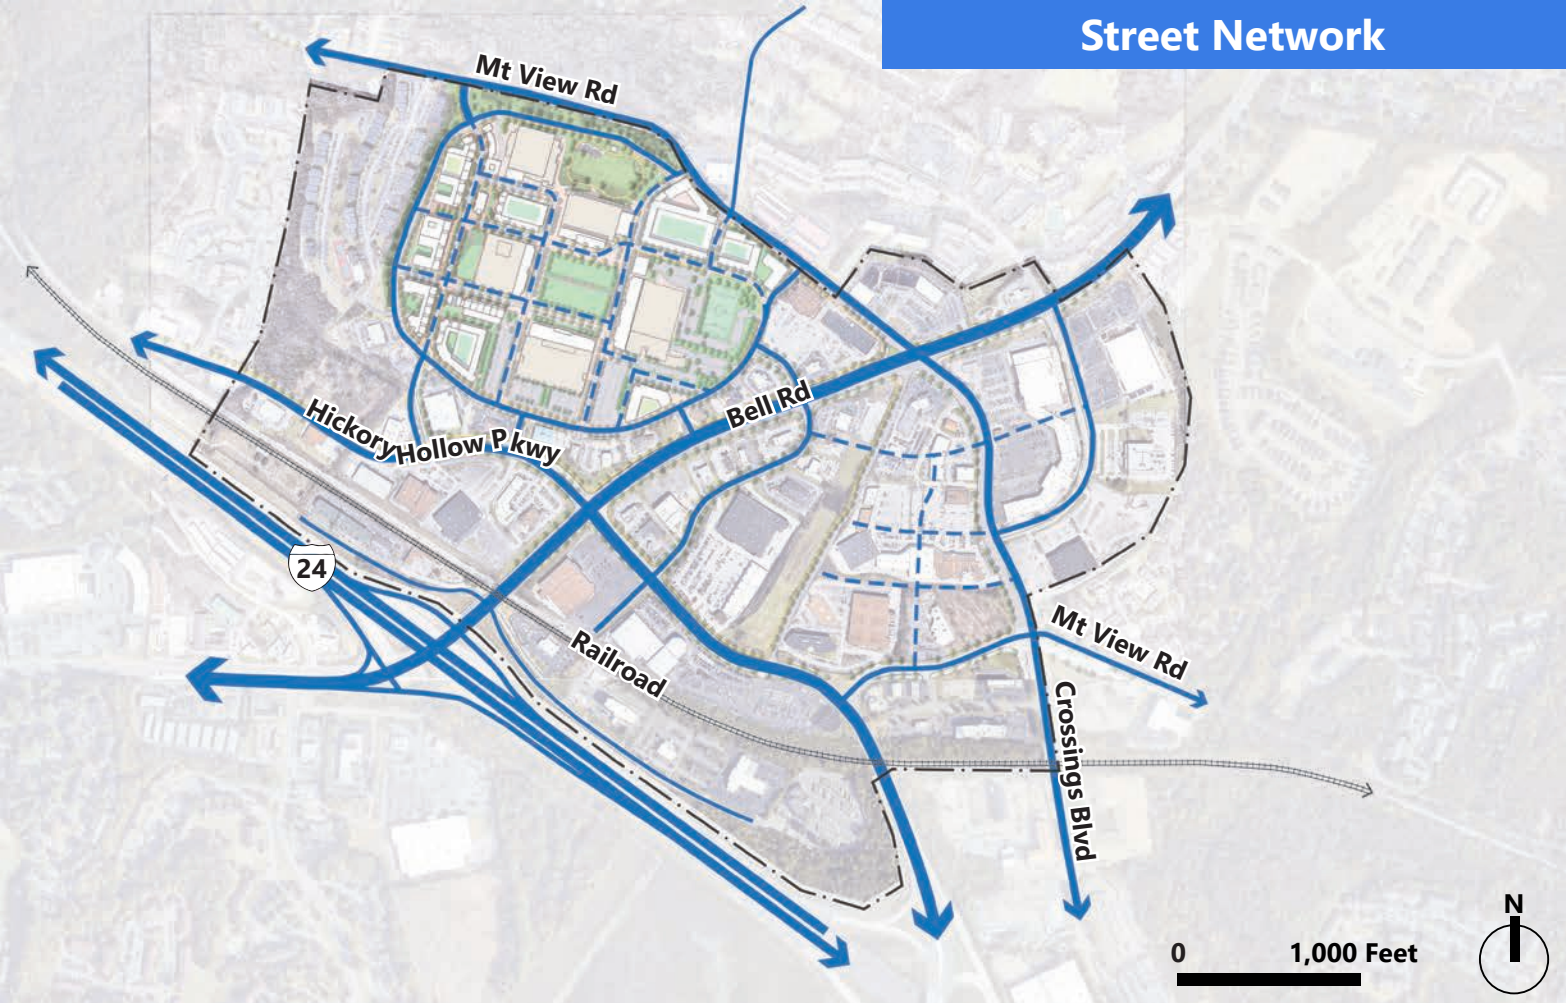 Street Network
Mt View Rd
Bell Rd
Hickory Hollow Pkwy
24
Railroad
Mt View Rd
Crossings Blvd
N
0 1,000 Feet